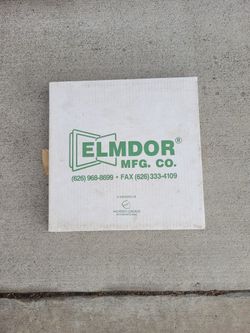 ELMDOR®
MFG. CO.
(626) 968-8699 • FAX (626) 333-4109